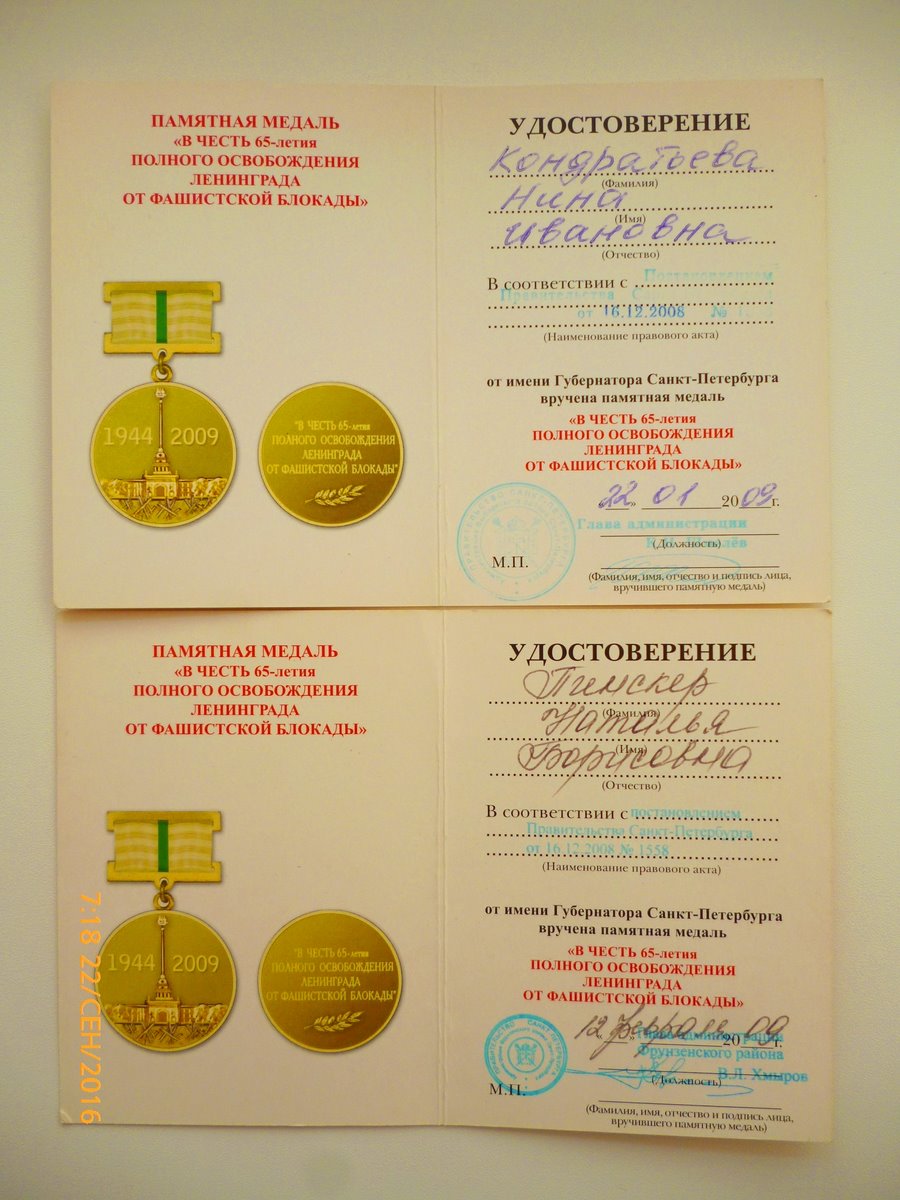 ПАМЯТНАЯ МЕДАЛЬ
«В ЧЕСТЬ 65-летия
ПОЛНОГО ОСВОБОЖДЕНИЯ
ЛЕНИНГРАДА
ОТ ФАШИСТСКОЙ БЛОКАДЫ»
1944 2009
"В ЧЕСТЬ 65-летия
ПОЛНОГО ОСВОБОЖДЕНИЯ
ЛЕНИНГРАДА
ОТ ФАШИСТСКОЙ БЛОКАДЫ"
УДОСТОВЕРЕНИЕ
Кондратьева
(Фамилия)
Нина
(Имя)
Ивановна
(Отчество)
В соответствии с Постановлением
Правительства
от 16.12.2008 №
(Наименование правового акта)
от имени Губернатора Санкт-Петербурга
вручена памятная медаль
«В ЧЕСТЬ 65-летия
ПОЛНОГО ОСВОБОЖДЕНИЯ
ЛЕНИНГРАДА
ОТ ФАШИСТСКОЙ БЛОКАДЫ»
«22» 01 2009г.
Глава администрации
(Должность)
М.П.
(Фамилия, имя, отчество и подпись лица,
вручившего памятную медаль)
ПАМЯТНАЯ МЕДАЛЬ
«В ЧЕСТЬ 65-летия
ПОЛНОГО ОСВОБОЖДЕНИЯ
ЛЕНИНГРАДА
ОТ ФАШИСТСКОЙ БЛОКАДЫ»
1944 2009
"В ЧЕСТЬ 65-летия
ПОЛНОГО ОСВОБОЖДЕНИЯ
ЛЕНИНГРАДА
ОТ ФАШИСТСКОЙ БЛОКАДЫ"
УДОСТОВЕРЕНИЕ
Пинскер
(Фамилия)
Наталья
(Имя)
Борисовна
(Отчество)
В соответствии с постановлением
Правительства Санкт-Петербурга
от 16.12.2008 № 1558
(Наименование правового акта)
от имени Губернатора Санкт-Петербурга
вручена памятная медаль
«В ЧЕСТЬ 65-летия
ПОЛНОГО ОСВОБОЖДЕНИЯ
ЛЕНИНГРАДА
ОТ ФАШИСТСКОЙ БЛОКАДЫ»
«12» февраля 2009г.
Глава администрации
Фрунзенского района
В.Л. Хмыров
(Должность)
М.П.
(Фамилия, имя, отчество и подпись лица,
вручившего памятную медаль)
7:18 22/СЕН/2016